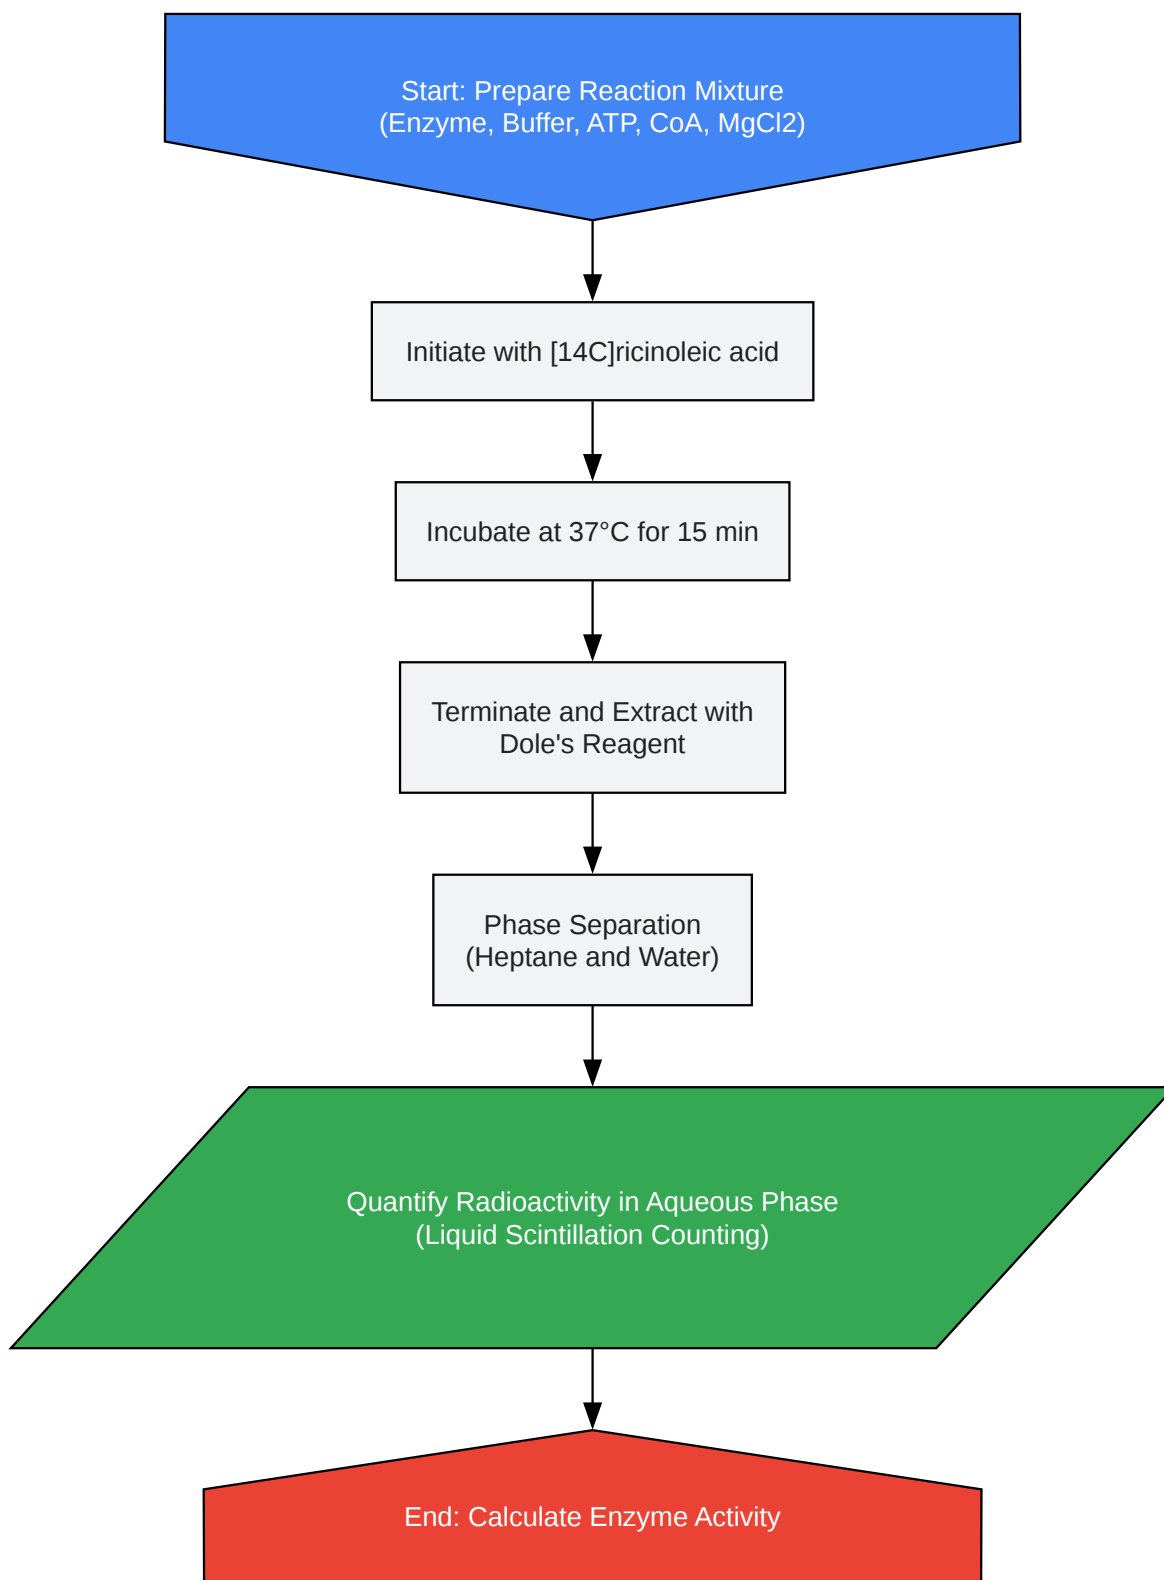 Start: Prepare Reaction Mixture
(Enzyme, Buffer, ATP, CoA, MgCl2)
Initiate with [14C]ricinoleic acid
Incubate at 37°C for 15 min
Terminate and Extract with
Dole's Reagent
Phase Separation
(Heptane and Water)
Quantify Radioactivity in Aqueous Phase
(Liquid Scintillation Counting)
End: Calculate Enzyme Activity